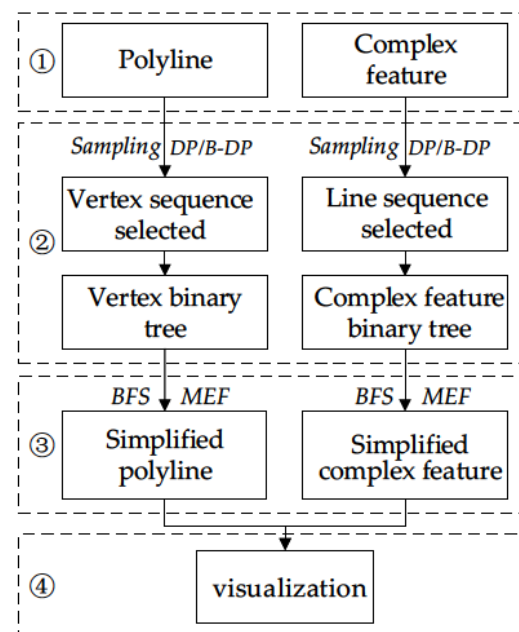 ①
Polyline
Complex
feature
Sampling DP/B-DP
Sampling DP/B-DP
②
Vertex sequence
selected
Line sequence
selected
Vertex binary
tree
Complex feature
binary tree
BFS MEF
BFS MEF
③
Simplified
polyline
Simplified
complex feature
④
visualization